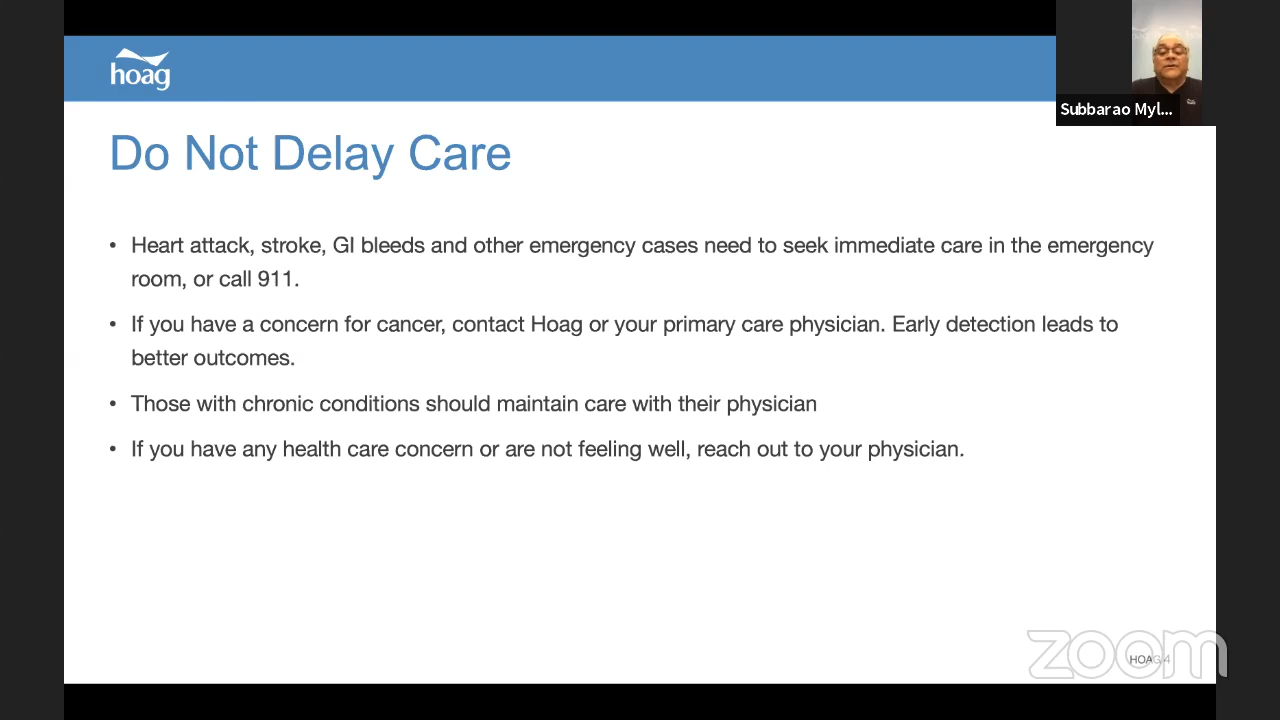 hoag
Subbarao Myl...
Do Not Delay Care
• Heart attack, stroke, GI bleeds and other emergency cases need to seek immediate care in the emergency
room, or call 911.
• If you have a concern for cancer, contact Hoag or your primary care physician. Early detection leads to
better outcomes.
• Those with chronic conditions should maintain care with their physician
• If you have any health care concern or are not feeling well, reach out to your physician.
HOAG 4
zoom